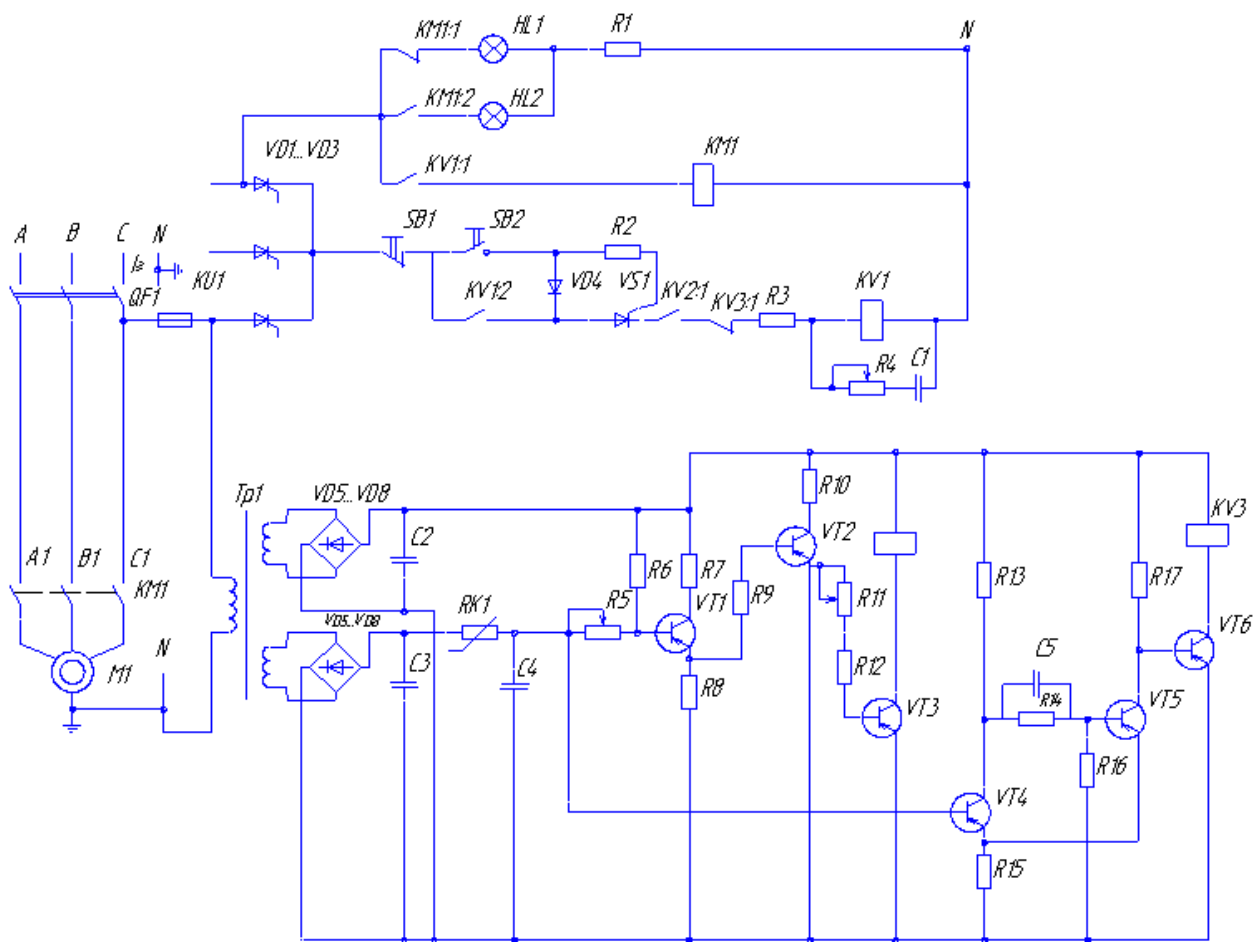 KM1:1 HL1 R1 N
KM1:2 HL2
VD1...VD3 KV1:1 KM1
A B C N SB1 SB2 R2
KU1 VD4 VS1 KV1
QF1 KV1:2 KV2:1 KV3:1 R3
R4 C1
Tp1 VD5...VD8 R10 KV3
C2 VT2
A1 B1 C1 R6 R7 R13 R17
KM1 RK1 R5 VT1 R9 R11
VD5...VD8 VT6
N C3 C4 R12 C5
M1 R8 VT3 R14 VT5
R16
VT4
R15